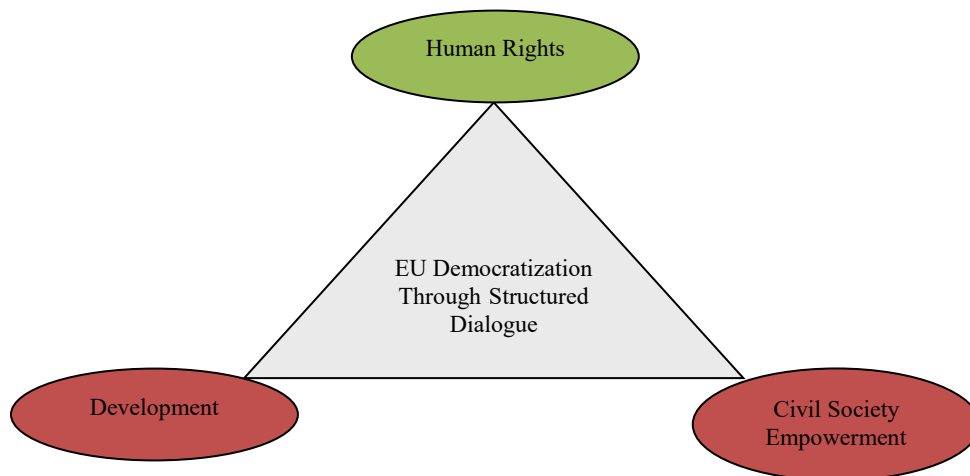 Human Rights
EU Democratization
Through Structured
Dialogue
Development
Civil Society
Empowerment